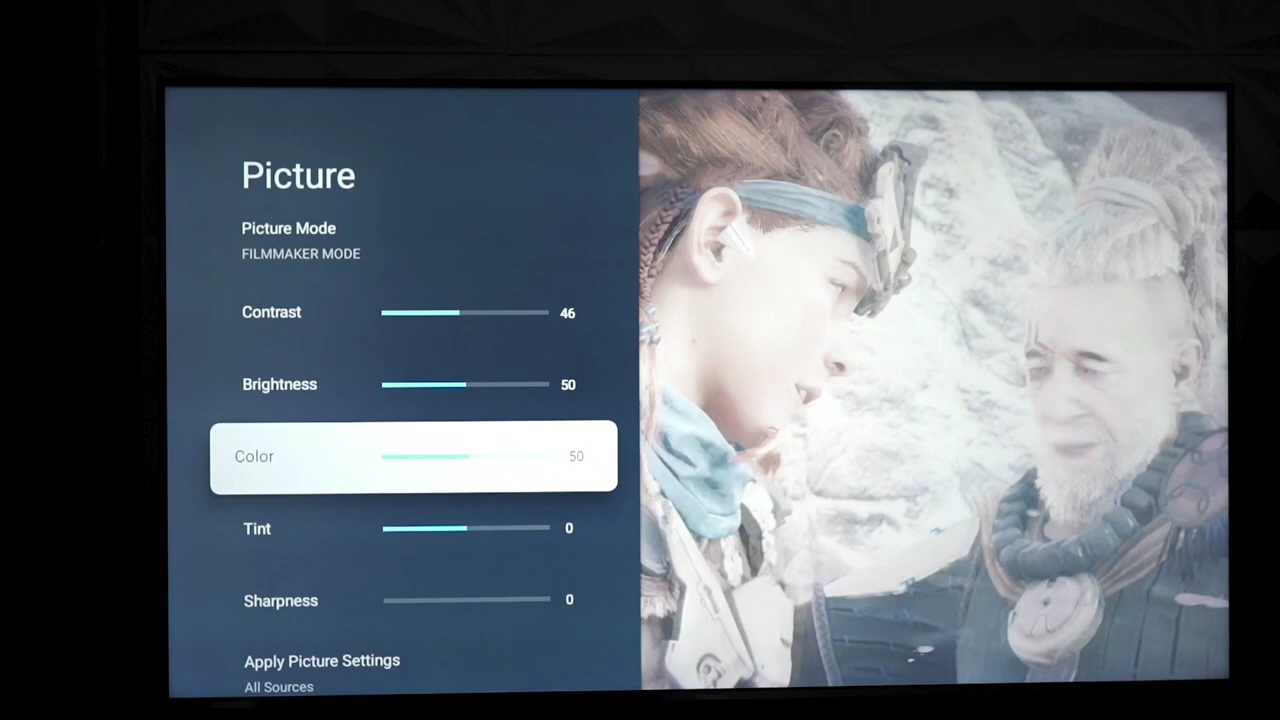 Picture
Picture Mode
FILMMAKER MODE
Contrast 46
Brightness 50
Color 50
Tint 0
Sharpness 0
Apply Picture Settings
All Sources